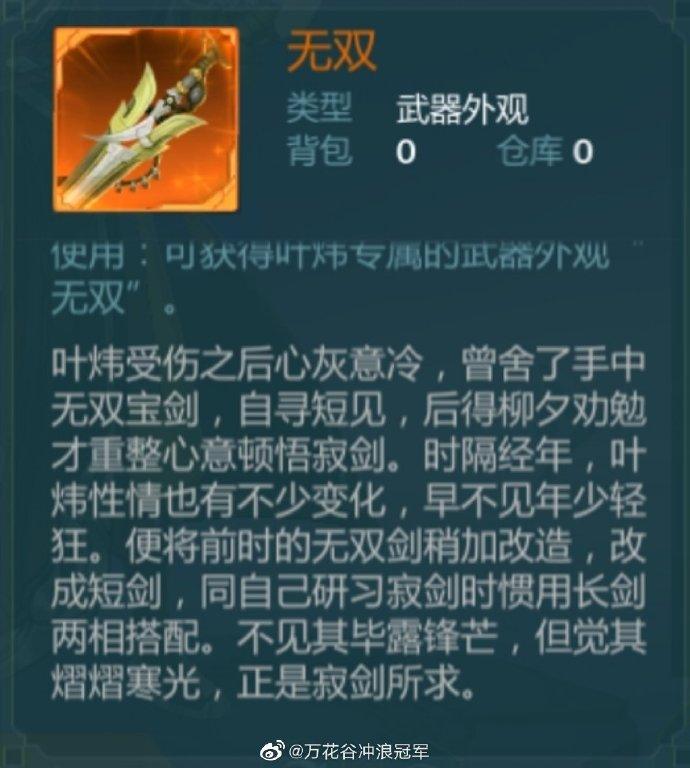 无双
类型 武器外观
背包 0 仓库 0
使用：可获得叶炜专属的武器外观“
无双”。
叶炜受伤之后心灰意冷，曾舍了手中
无双宝剑，自寻短见，后得柳夕劝勉
才重整心意顿悟寂剑。时隔经年，叶
炜性情也有不少变化，早不见年少轻
狂。便将前时的无双剑稍加改造，改
成短剑，同自己研习寂剑时惯用长剑
两相搭配。不见其毕露锋芒，但觉其
熠熠寒光，正是寂剑所求。
@万花谷冲浪冠军